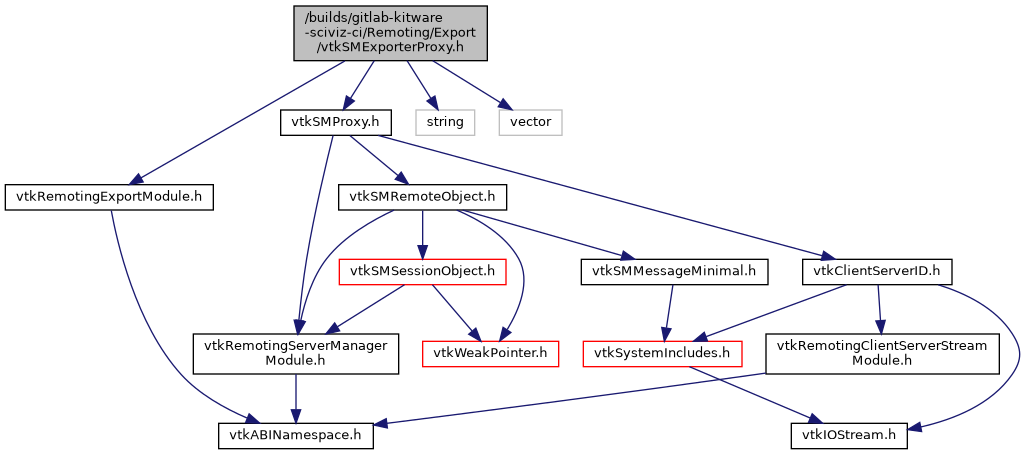 /builds/gitlab-kitware
-sciviz-ci/Remoting/Export
/vtkSMExporterProxy.h
vtkSMProxy.h
string
vector
vtkRemotingExportModule.h
vtkSMRemoteObject.h
vtkSMSessionObject.h
vtkSMMessageMinimal.h
vtkClientServerID.h
vtkRemotingServerManager
Module.h
vtkWeakPointer.h
vtkSystemIncludes.h
vtkRemotingClientServerStream
Module.h
vtkABINamespace.h
vtkIOStream.h